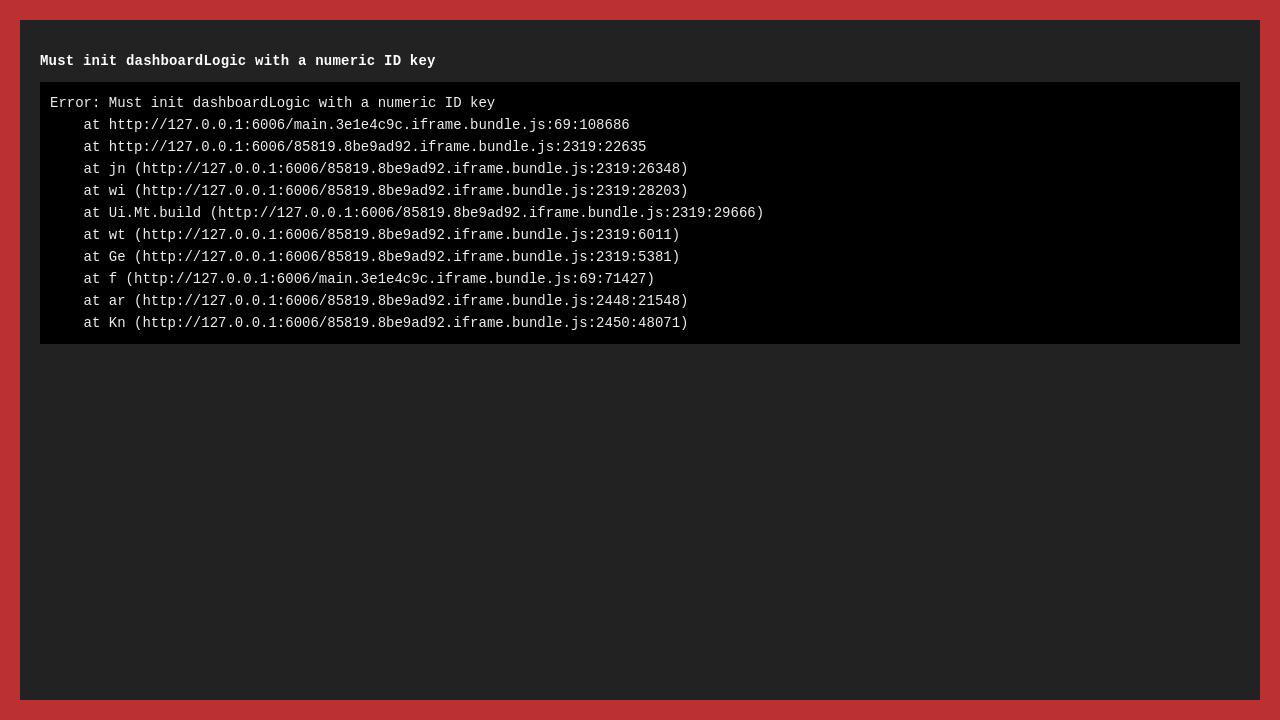 Must init dashboardLogic with a numeric ID key
Error: Must init dashboardLogic with a numeric ID key
    at http://127.0.0.1:6006/main.3e1e4c9c.iframe.bundle.js:69:108686
    at http://127.0.0.1:6006/85819.8be9ad92.iframe.bundle.js:2319:22635
    at jn (http://127.0.0.1:6006/85819.8be9ad92.iframe.bundle.js:2319:26348)
    at wi (http://127.0.0.1:6006/85819.8be9ad92.iframe.bundle.js:2319:28203)
    at Ui.Mt.build (http://127.0.0.1:6006/85819.8be9ad92.iframe.bundle.js:2319:29666)
    at wt (http://127.0.0.1:6006/85819.8be9ad92.iframe.bundle.js:2319:6011)
    at Ge (http://127.0.0.1:6006/85819.8be9ad92.iframe.bundle.js:2319:5381)
    at f (http://127.0.0.1:6006/main.3e1e4c9c.iframe.bundle.js:69:71427)
    at ar (http://127.0.0.1:6006/85819.8be9ad92.iframe.bundle.js:2448:21548)
    at Kn (http://127.0.0.1:6006/85819.8be9ad92.iframe.bundle.js:2450:48071)